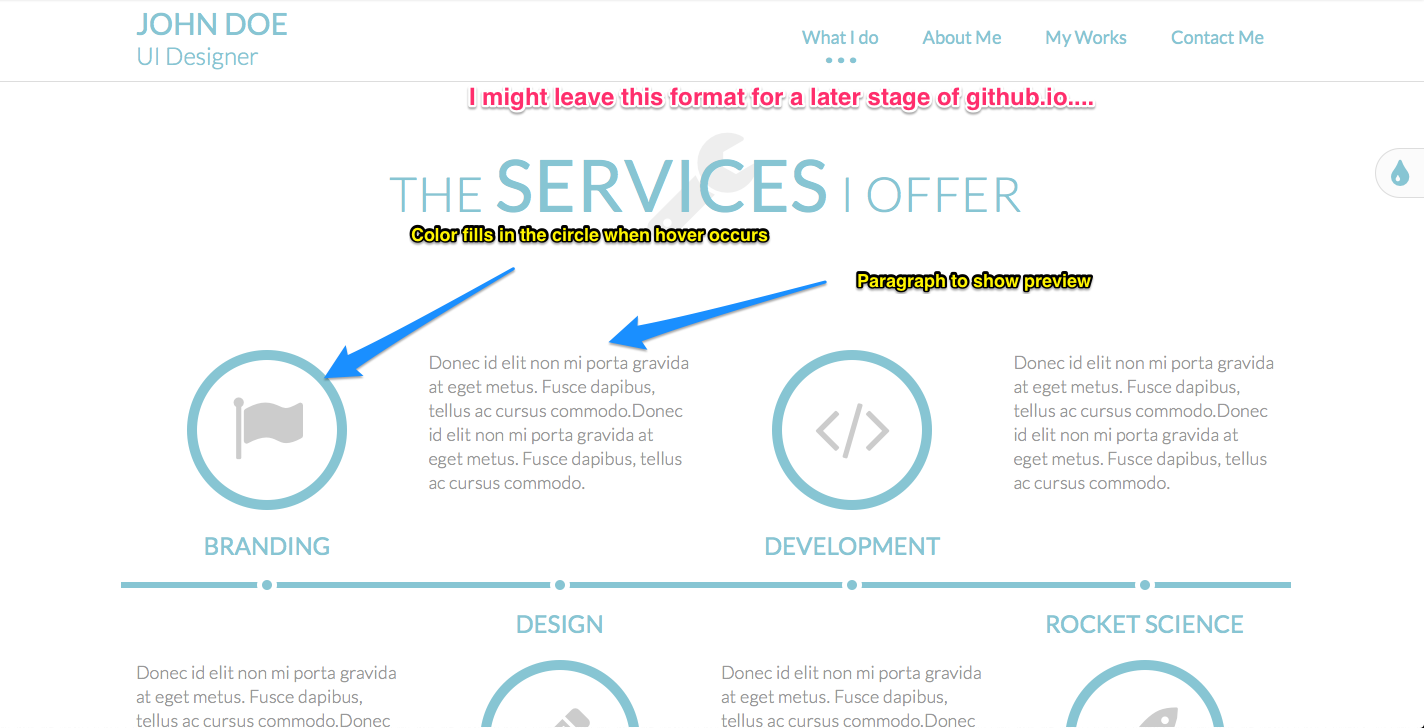 JOHN DOE
UI Designer
What I do
About Me
My Works
Contact Me
I might leave this format for a later stage of github.io....
THE SERVICES I OFFER
Color fills in the circle when hover occurs
Paragraph to show preview
Donec id elit non mi porta gravida
at eget metus. Fusce dapibus,
tellus ac cursus commodo.Donec
id elit non mi porta gravida at
eget metus. Fusce dapibus, tellus
ac cursus commodo.
Donec id elit non mi porta gravida
at eget metus. Fusce dapibus,
tellus ac cursus commodo.Donec
id elit non mi porta gravida at
eget metus. Fusce dapibus, tellus
ac cursus commodo.
BRANDING
DEVELOPMENT
DESIGN
ROCKET SCIENCE
Donec id elit non mi porta gravida
at eget metus. Fusce dapibus,
tellus ac cursus commodo.Donec
Donec id elit non mi porta gravida
at eget metus. Fusce dapibus,
tellus ac cursus commodo.Donec